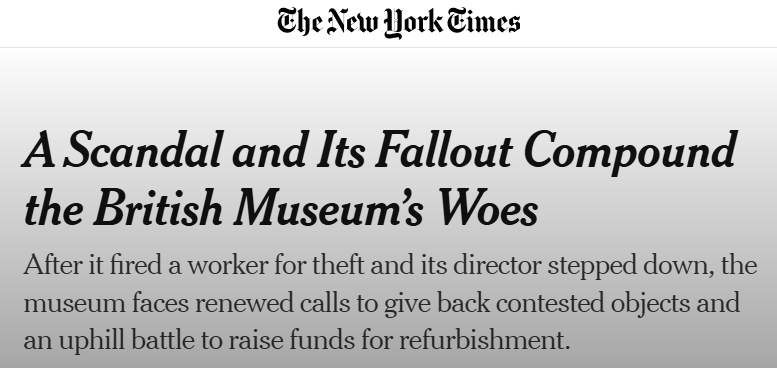 The New York Times
A Scandal and Its Fallout Compound
the British Museum’s Woes
After it fired a worker for theft and its director stepped down, the
museum faces renewed calls to give back contested objects and
an uphill battle to raise funds for refurbishment.